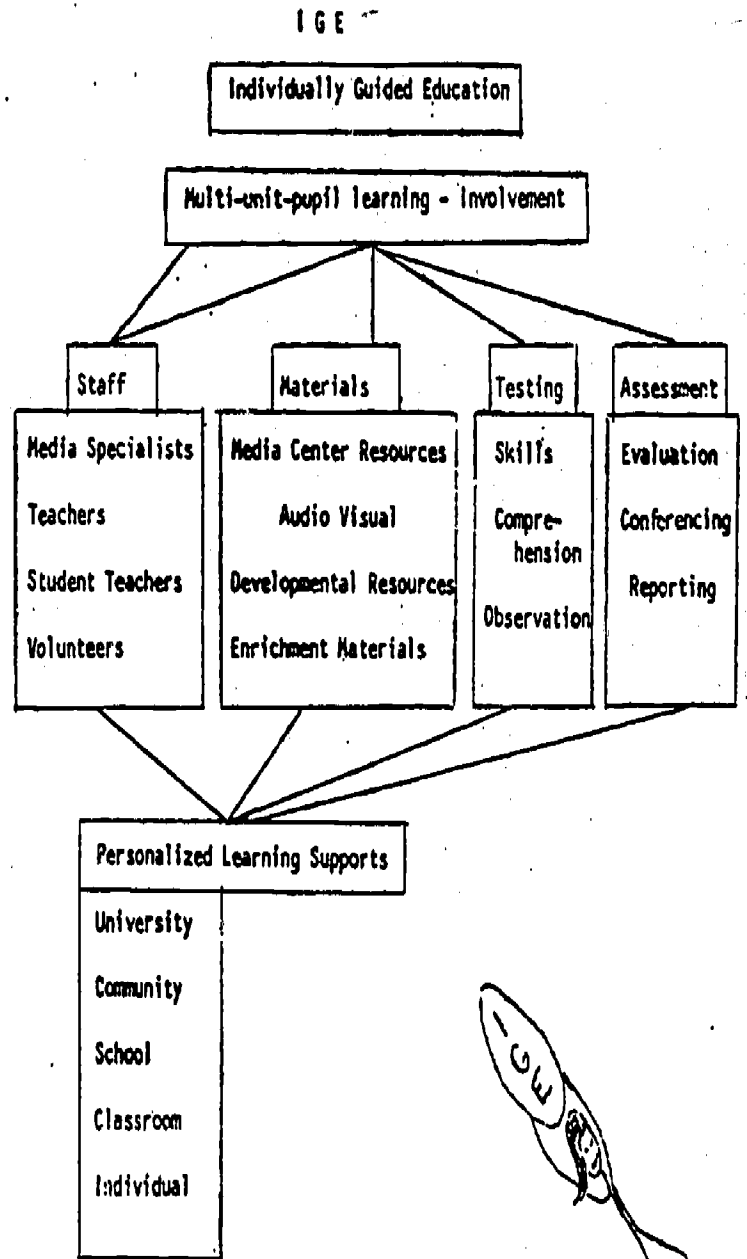 I G E
Individually Guided Education
Multi-unit-pupil learning - Involvement
Staff
Media Specialists
Teachers
Student Teachers
Volunteers
Materials
Media Center Resources
Audio Visual
Developmental Resources
Enrichment Materials
Testing
Skills
Compre-
hension
Observation
Assessment
Evaluation
Conferencing
Reporting
Personalized Learning Supports
University
Community
School
Classroom
Individual
IGE